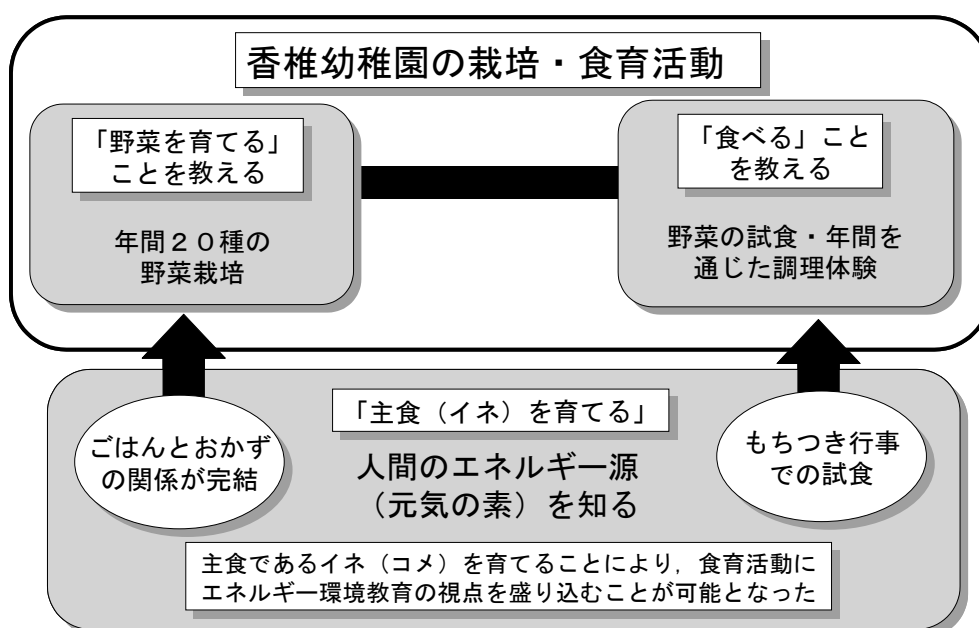 香椎幼稚園の栽培・食育活動
「野菜を育てる」
ことを教える
年間２０種の
野菜栽培
「食べる」こと
を教える
野菜の試食・年間を
通じた調理体験
「主食（イネ）を育てる」
ごはんとおかず
の関係が完結
人間のエネルギー源
（元気の素）を知る
もちつき行事
での試食
主食であるイネ（コメ）を育てることにより，食育活動に
エネルギー環境教育の視点を盛り込むことが可能となった